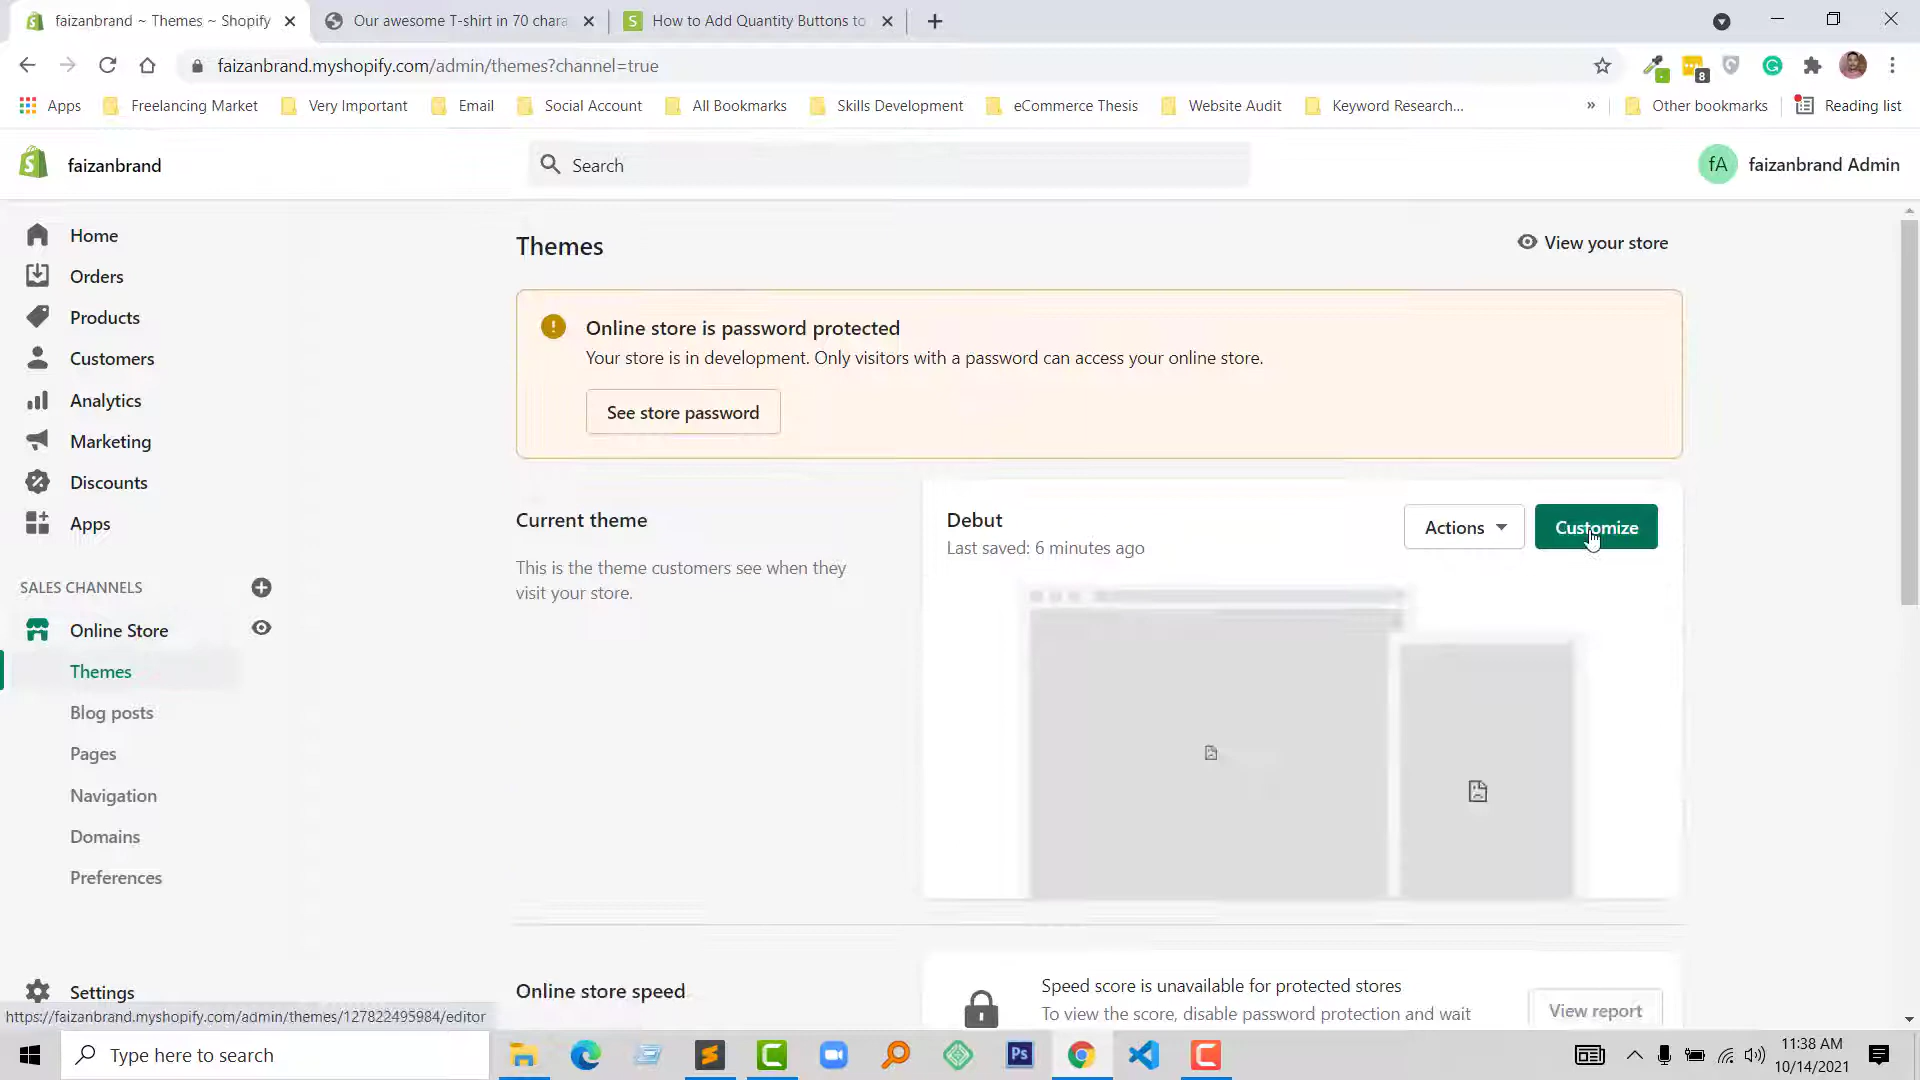 faizanbrand ~ Themes ~ Shopify
Our awesome T-shirt in 70 chara
S How to Add Quantity Buttons to
faizanbrand.myshopify.com/admin/themes?channel=true
8
Apps Freelancing Market Very Important Email Social Account All Bookmarks Skills Development eCommerce Thesis Website Audit Keyword Research... » Other bookmarks Reading list
faizanbrand
Search
fA faizanbrand Admin
Home
Orders
Products
Customers
Analytics
Marketing
Discounts
Apps
SALES CHANNELS
Online Store
Themes
Blog posts
Pages
Navigation
Domains
Preferences
Settings
Themes
View your store
Online store is password protected
Your store is in development. Only visitors with a password can access your online store.
See store password
Current theme
This is the theme customers see when they
visit your store.
Debut
Last saved: 6 minutes ago
Actions
Customize
Online store speed
Speed score is unavailable for protected stores
To view the score, disable password protection and wait
View report
https://faizanbrand.myshopify.com/admin/themes/127822495984/editor
Type here to search
Ps
11:38 AM
10/14/2021